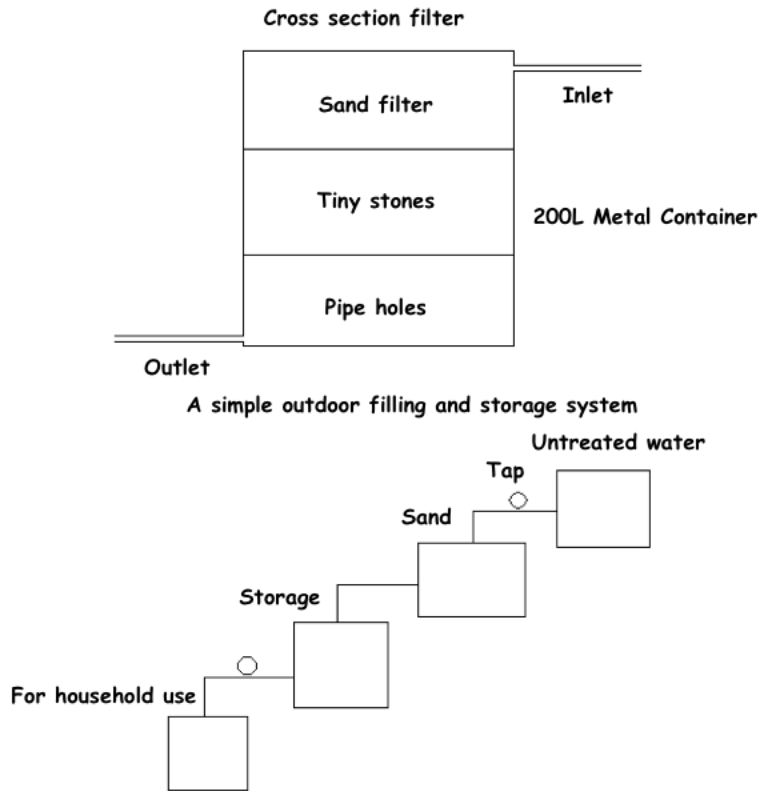 Cross section filter
Sand filter
Inlet
Tiny stones
200L Metal Container
Pipe holes
Outlet
A simple outdoor filling and storage system
Untreated water
Tap
Sand
Storage
For household use